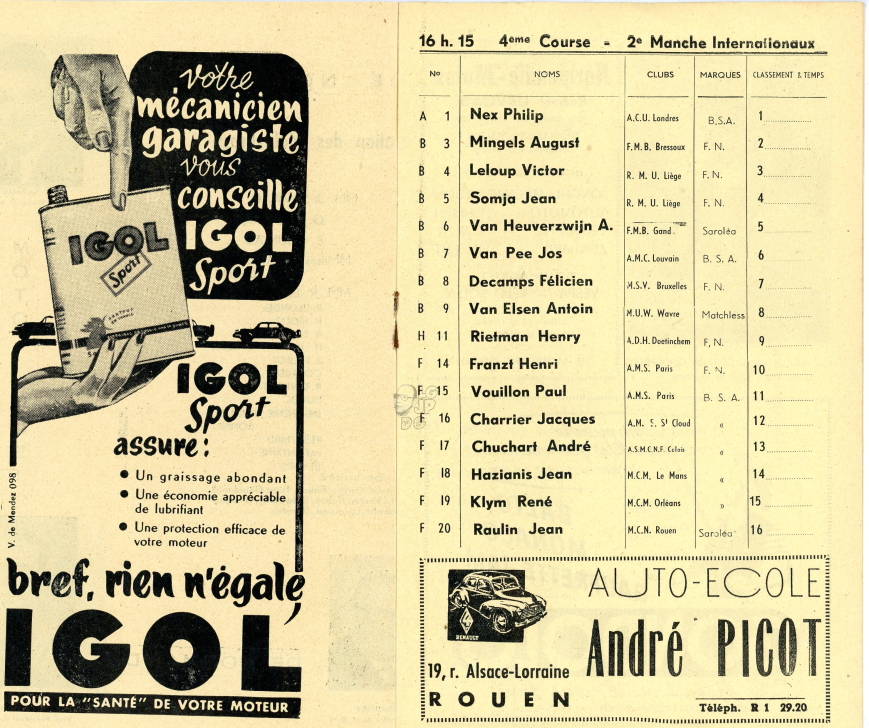 votre
mécanicien
garagiste
vous
conseille
IGOL
Sport
IGOL
Sport
IGOL
Sport
assure :
• Un graissage abondant
• Une économie appréciable
de lubrifiant
• Une protection efficace de
votre moteur
V. de Mendez 098
bref, rien n'égale
IGOL
POUR LA "SANTÉ" DE VOTRE MOTEUR
16 h. 15 4eme Course - 2e Manche Internationaux
No NOMS CLUBS MARQUES CLASSEMENT & TEMPS
A 1 Nex Philip A.C.U. Londres B.S.A. 1
B 3 Mingels August F.M.B. Bressoux F. N. 2
B 4 Leloup Victor R. M. U. Liège F.N. 3
B 5 Somja Jean R. M. U. Liège F. N. 4
B 6 Van Heuverzwijn A. F.M.B. Gand Saroléa 5
B 7 Van Pee Jos A.M.C. Louvain B. S. A. 6
B 8 Decamps Félicien M.S.V. Bruxelles F. N. 7
B 9 Van Elsen Antoin M.U.W. Wavre Matchless 8
H 11 Rietman Henry A.D.H. Doetinchem F. N. 9
F 14 Franzt Henri A.M.S. Paris F. N. 10
F 15 Vouillon Paul A.M.S. Paris B. S. A. 11
F 16 Charrier Jacques A.M. S. St Cloud « 12
F 17 Chuchart André A.S.M.C.N.F. Calais « 13
F 18 Hazianis Jean M.C.M. Le Mans « 14
F 19 Klym René M.C.M. Orléans » 15
F 20 Raulin Jean M.C.N. Rouen Saroléa 16
RENAULT
AUTO-ECOLE
André PICOT
19, r. Alsace-Lorraine
ROUEN
Téléph. R 1 29.20